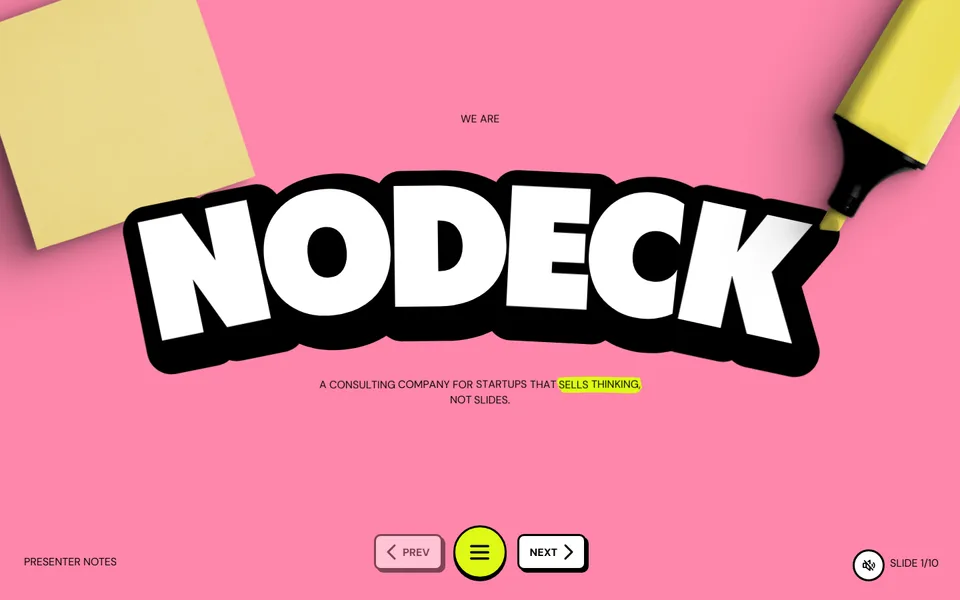 WE ARE
NODECK
A CONSULTING COMPANY FOR STARTUPS THAT SELLS THINKING,
NOT SLIDES.
PREV
NEXT
PRESENTER NOTES
SLIDE 1/10